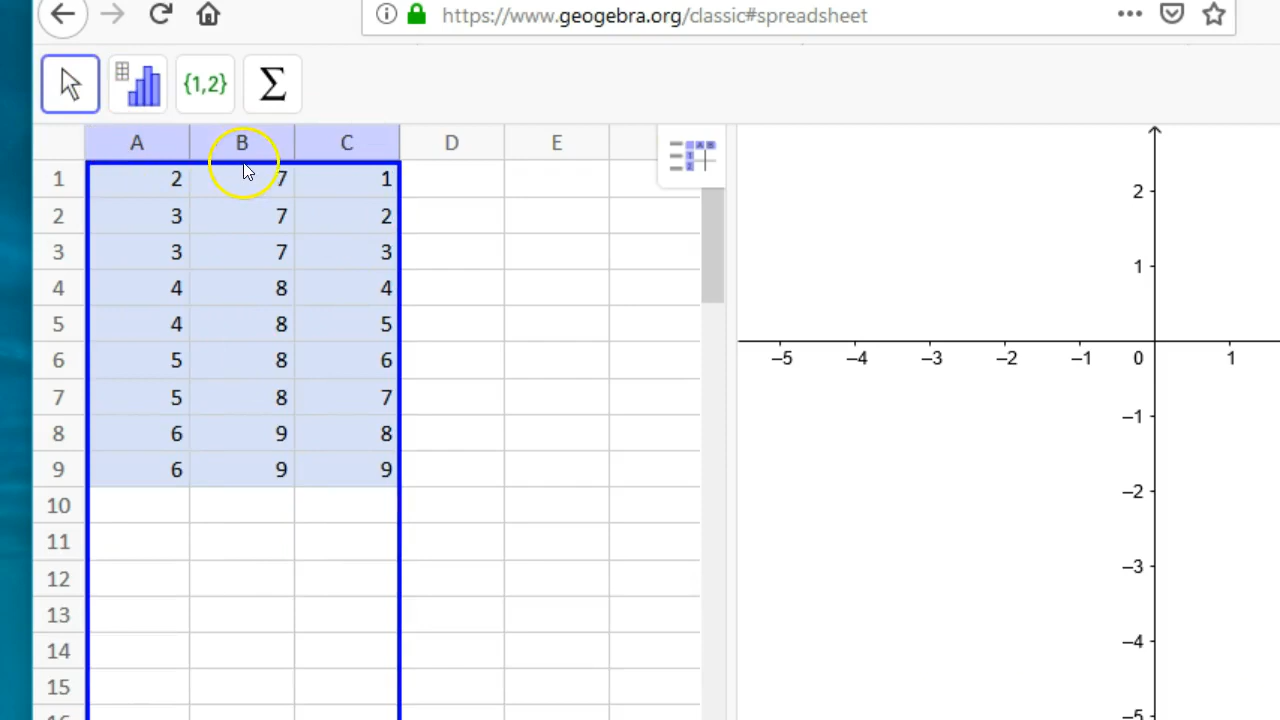 https://www.geogebra.org/classic#spreadsheet
{1,2} Σ
A B C D E
1 2 7 1
2 3 7 2
3 3 7 3
4 4 8 4
5 4 8 5
6 5 8 6
7 5 8 7
8 6 9 8
9 6 9 9
10
11
12
13
14
15
2
1
–5 –4 –3 –2 –1 0 1
–1
–2
–3
–4
–5